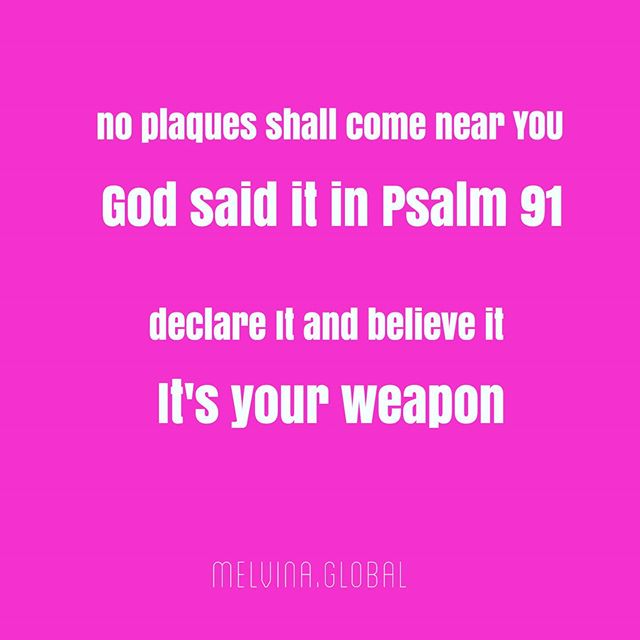 no plaques shall come near YOU
God said it in Psalm 91
declare It and believe it
It's your weapon
MELVINA.GLOBAL